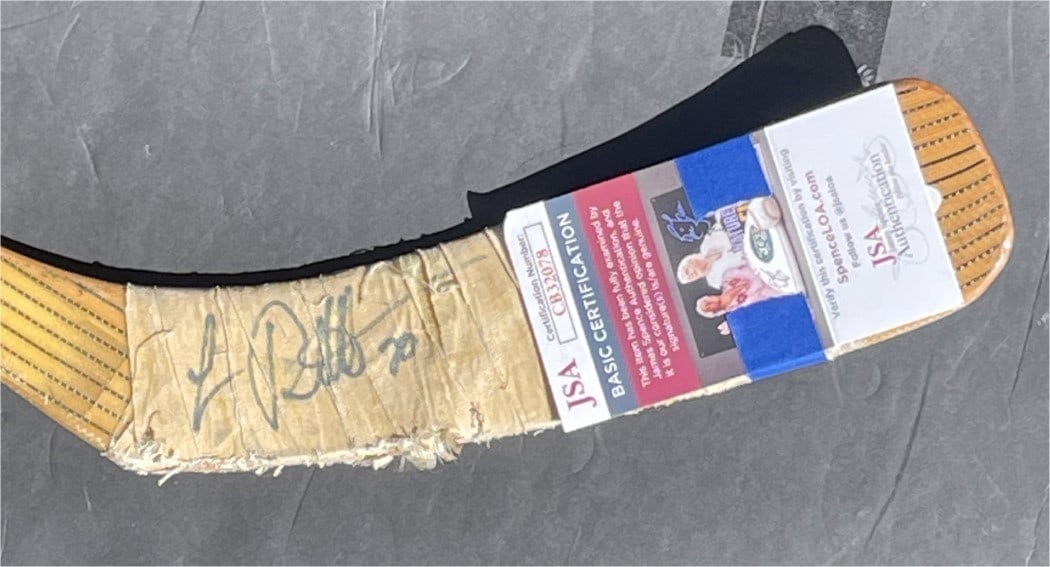 Certification Number:
CB32078
JSA
BASIC CERTIFICATION
This item has been fully examined by
James Spence Authentication, and
it is our considered opinion that the
signature(s) is/are genuine.
Verify this certification by visiting
SpenceLOA.com
Follow us @jsaloa
JSA
Authentication